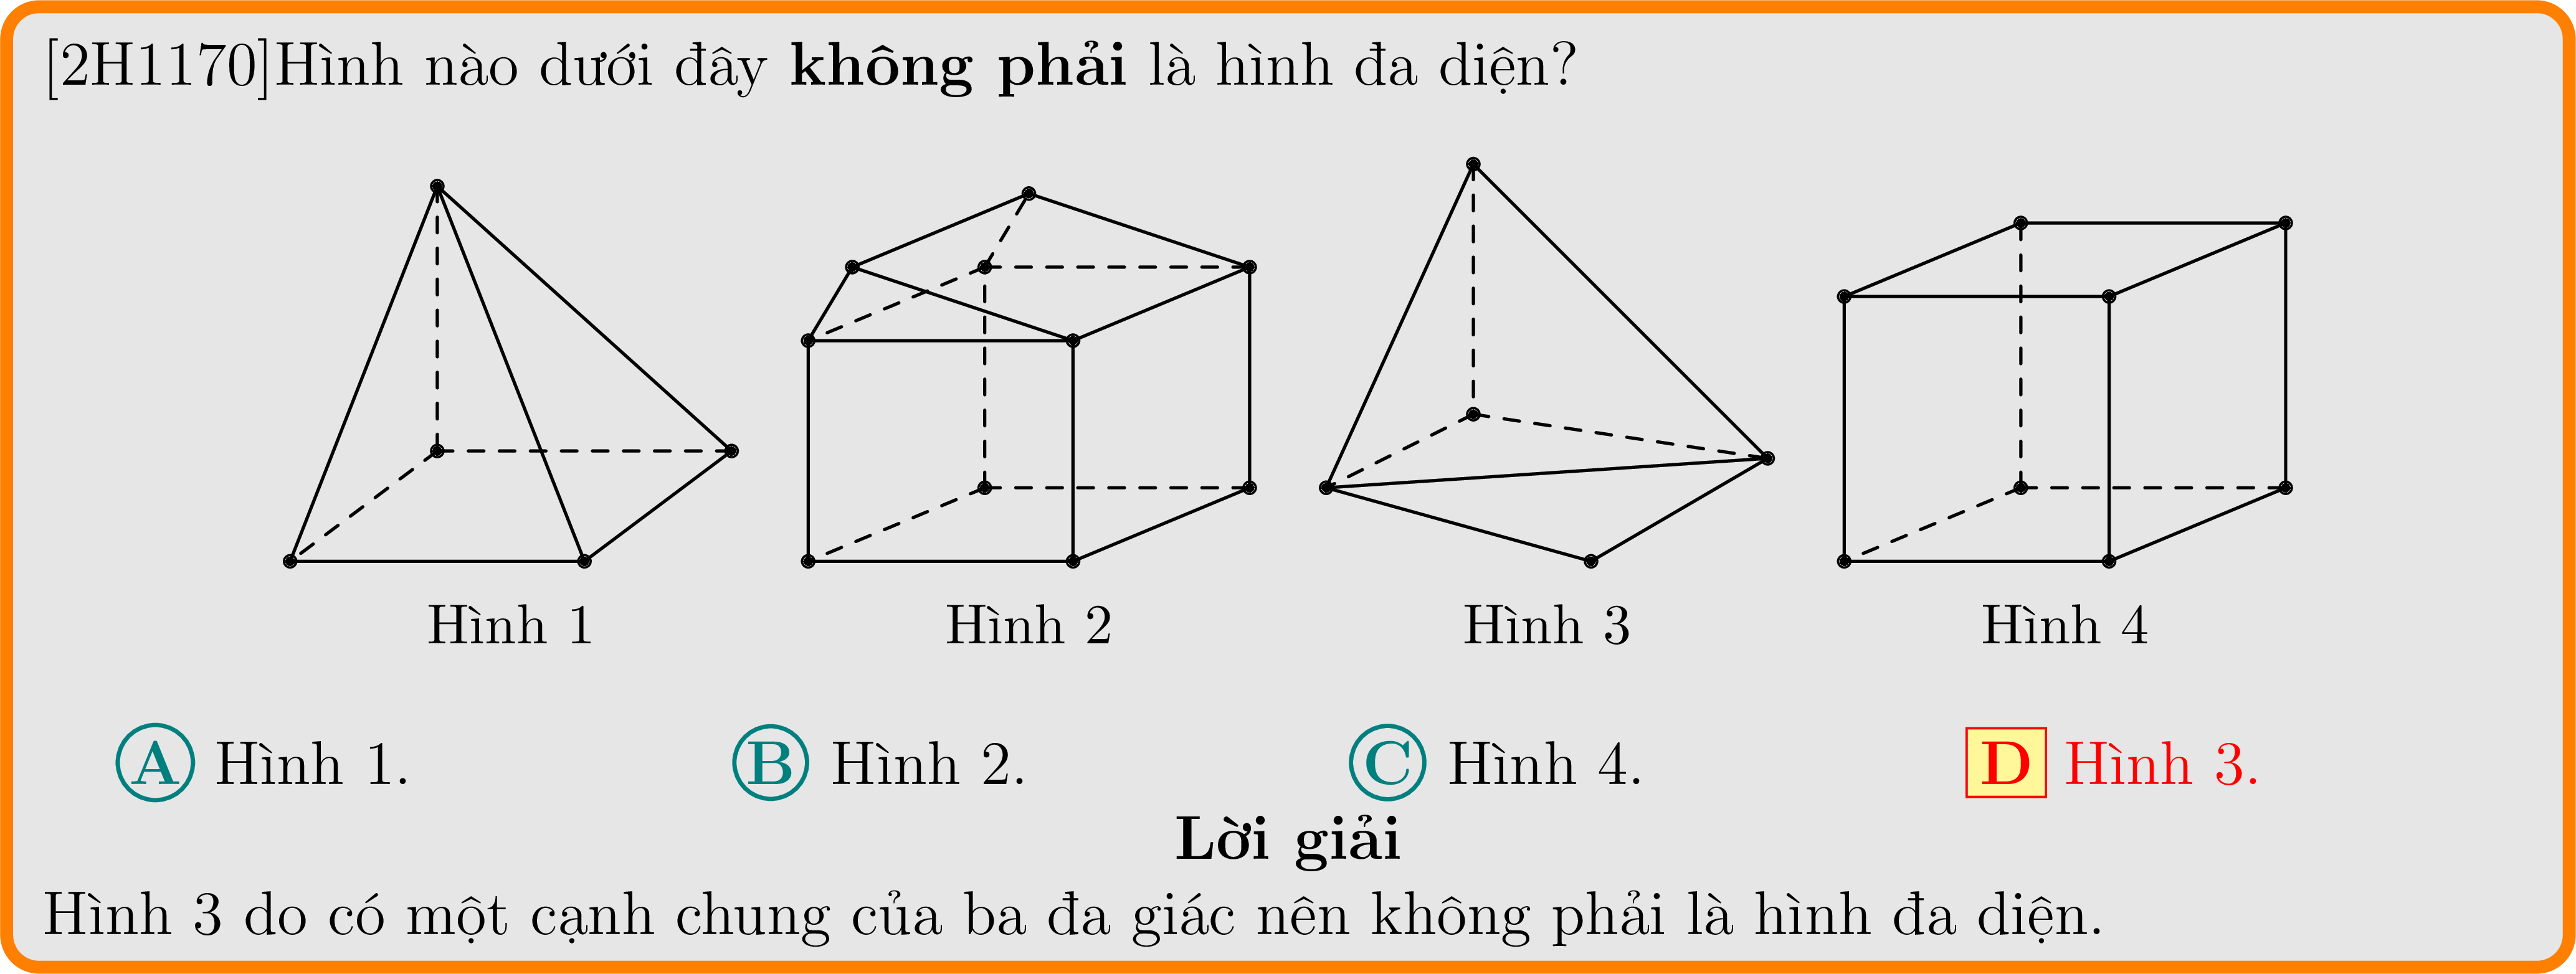 [2H1170]Hình nào dưới đây không phải là hình đa diện?
Hình 1 Hình 2 Hình 3 Hình 4
A Hình 1. B Hình 2. C Hình 4. D Hình 3.
Lời giải
Hình 3 do có một cạnh chung của ba đa giác nên không phải là hình đa diện.